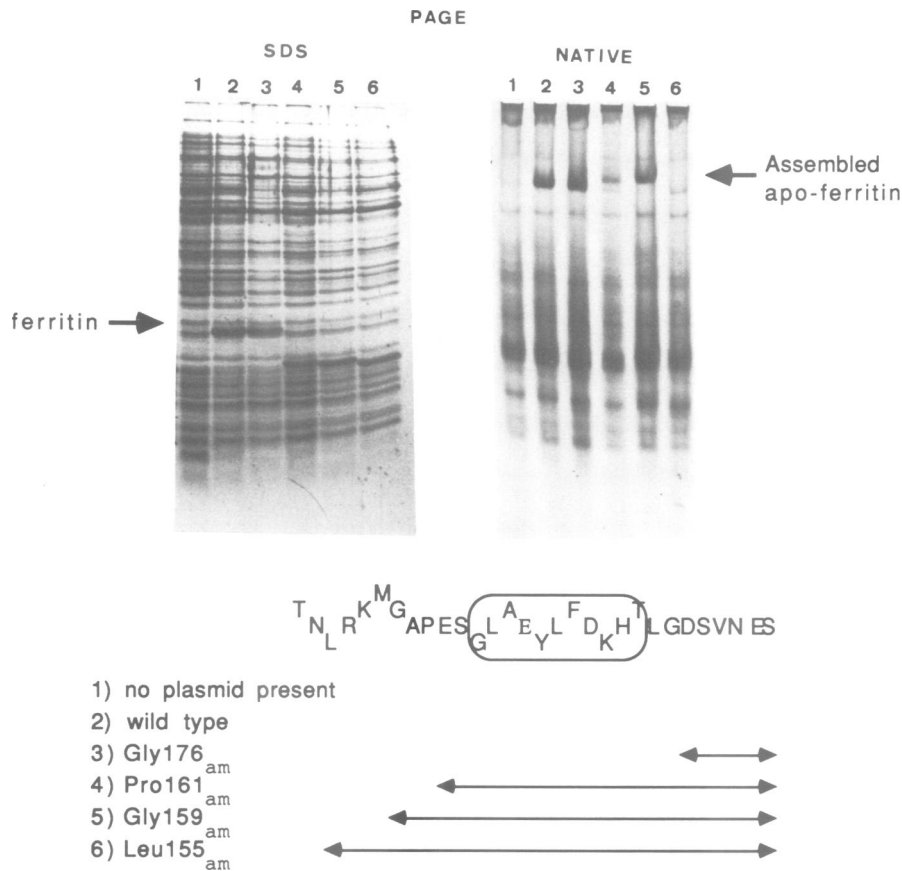 PAGE
SDS
NATIVE
1 2 3 4 5 6
1 2 3 4 5 6
Assembled
apo-ferritin
ferritin
TNLRKMGAPESGLAEYLFDKHTLGDSVNES
1) no plasmid present
2) wild type
3) Gly176am
4) Pro161am
5) Gly159am
6) Leu155am